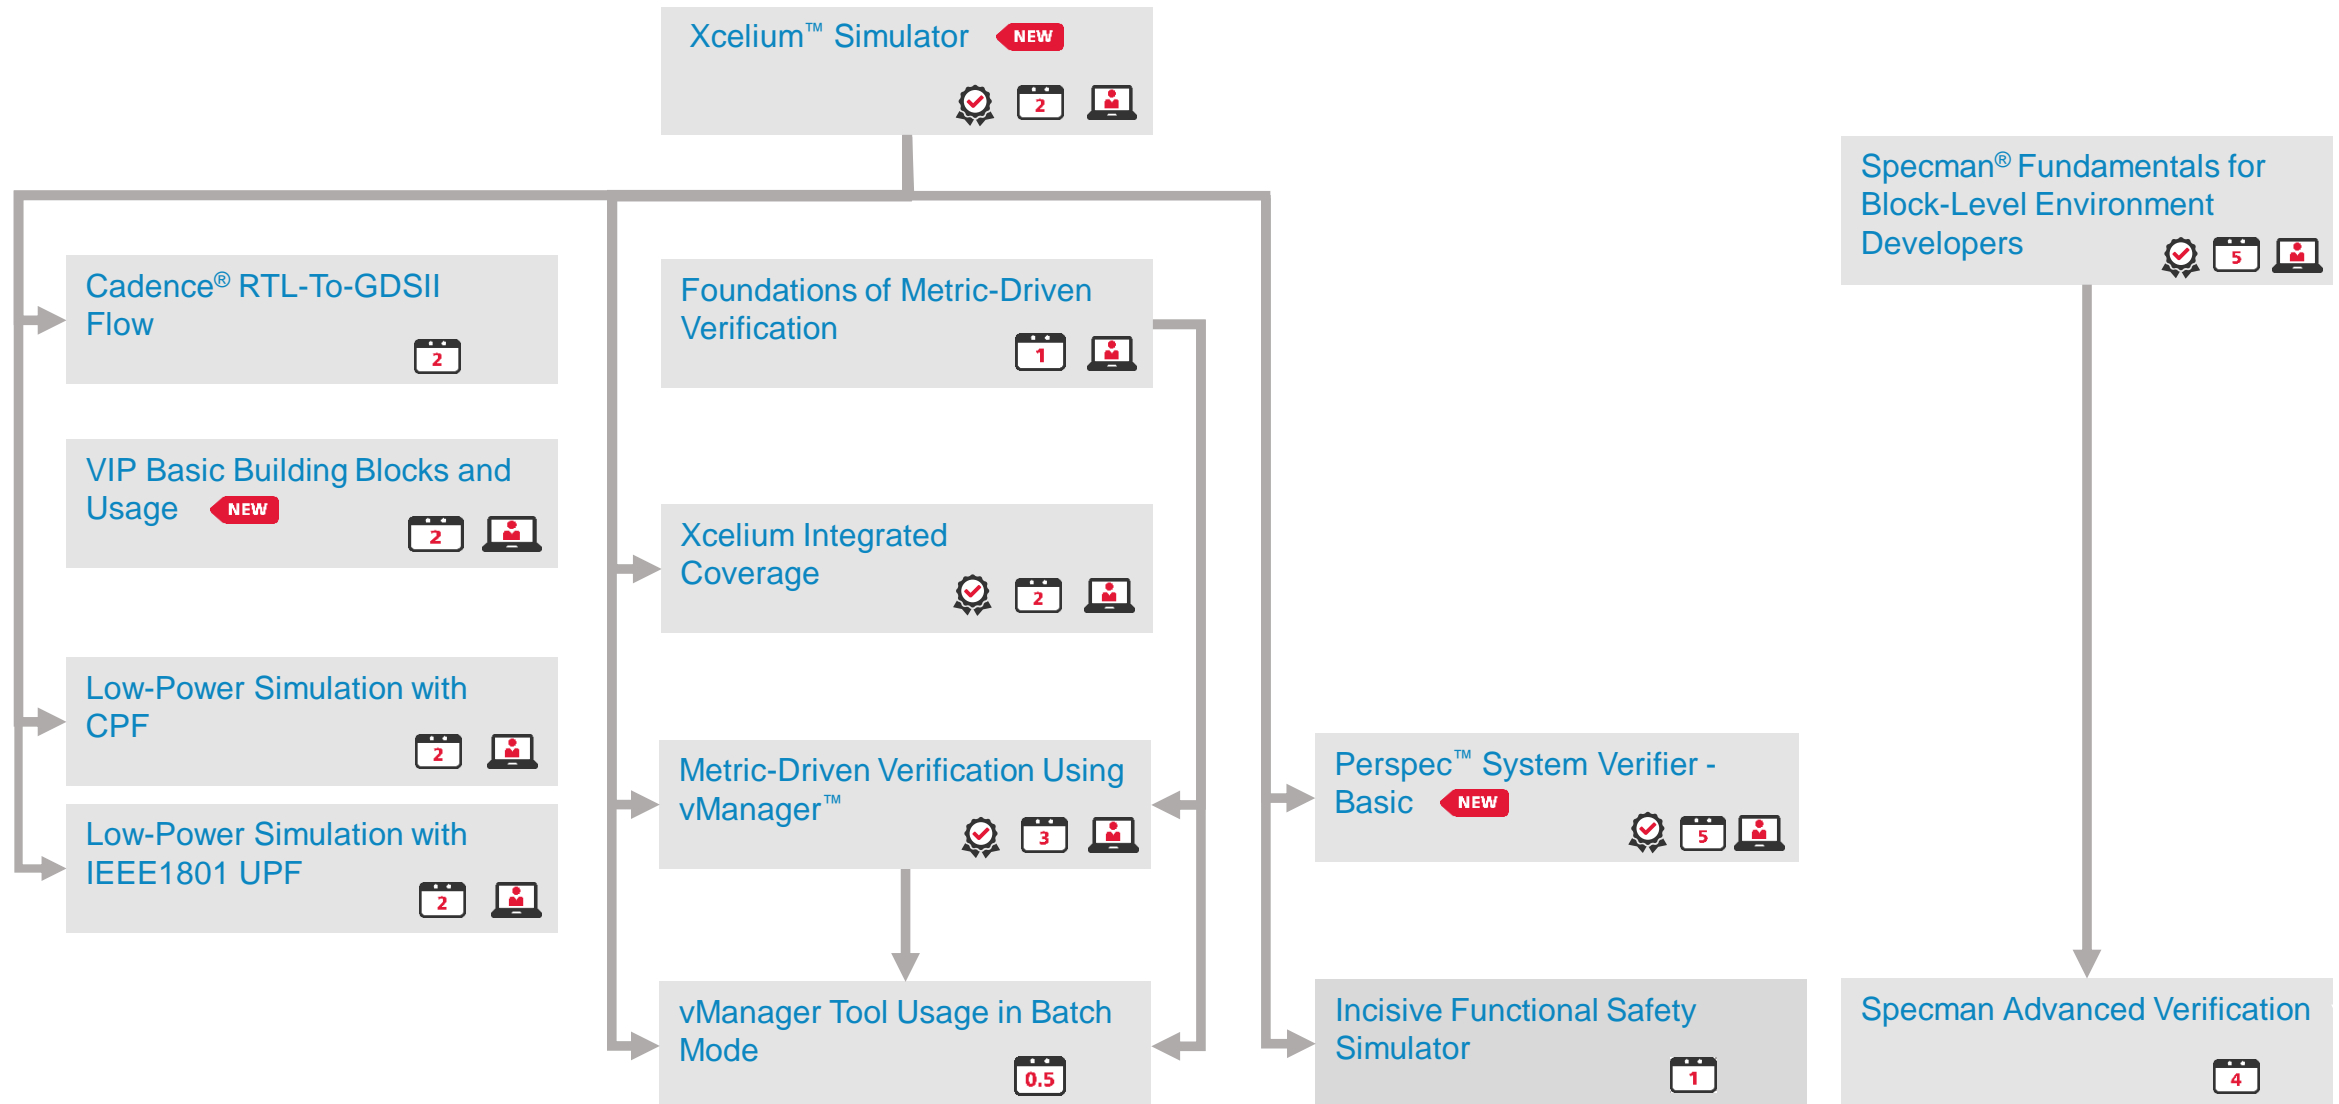 Xcelium™ Simulator NEW
2
Specman® Fundamentals for
Block-Level Environment
Developers
5
Cadence® RTL-To-GDSII
Flow
2
Foundations of Metric-Driven
Verification
1
VIP Basic Building Blocks and
Usage NEW
2
Xcelium Integrated
Coverage
2
Low-Power Simulation with
CPF
2
Metric-Driven Verification Using
vManager™
3
Perspec™ System Verifier -
Basic NEW
5
Low-Power Simulation with
IEEE1801 UPF
2
vManager Tool Usage in Batch
Mode
0.5
Incisive Functional Safety
Simulator
1
Specman Advanced Verification
4